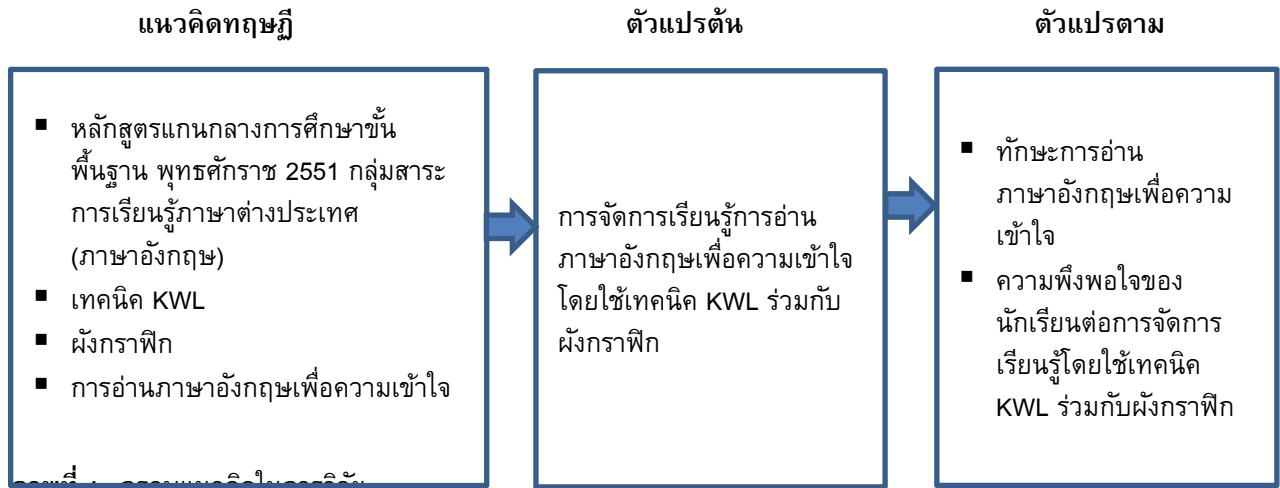 แนวคิดทฤษฏี
ตัวแปรต้น
ตัวแปรตาม
▪ หลักสูตรแกนกลางการศึกษาขั้น
พื้นฐาน พุทธศักราช 2551 กลุ่มสาระ
การเรียนรู้ภาษาต่างประเทศ
(ภาษาอังกฤษ)
▪ เทคนิค KWL
▪ ผังกราฟิก
▪ การอ่านภาษาอังกฤษเพื่อความเข้าใจ
การจัดการเรียนรู้การอ่าน
ภาษาอังกฤษเพื่อความเข้าใจ
โดยใช้เทคนิค KWL ร่วมกับ
ผังกราฟิก
▪ ทักษะการอ่าน
ภาษาอังกฤษเพื่อความ
เข้าใจ
▪ ความพึงพอใจของ
นักเรียนต่อการจัดการ
เรียนรู้โดยใช้เทคนิค
KWL ร่วมกับผังกราฟิก